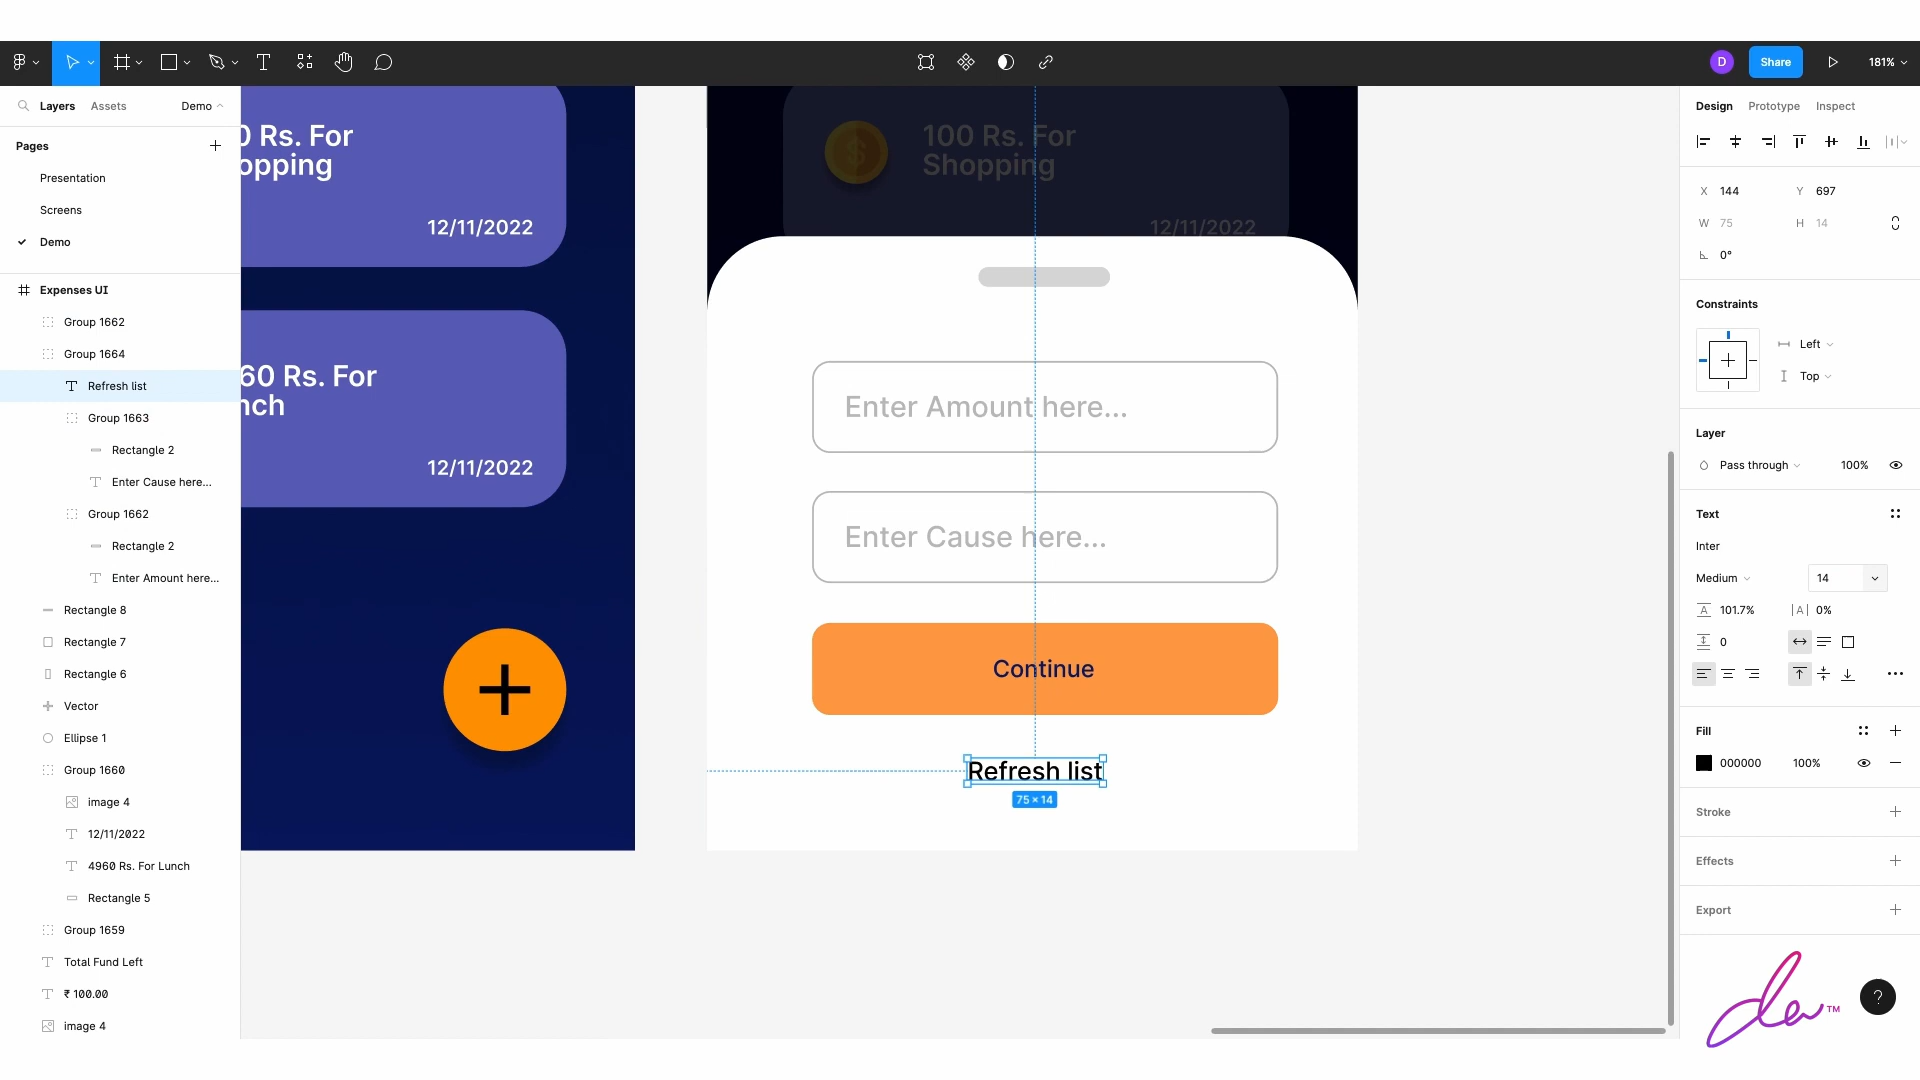 D
Share
181%
Layers
Assets
Demo
Pages
Presentation
Screens
Demo
Expenses UI
Group 1662
Group 1664
Refresh list
Group 1663
Rectangle 2
Enter Cause here...
Group 1662
Rectangle 2
Enter Amount here...
Rectangle 8
Rectangle 7
Rectangle 6
Vector
Ellipse 1
Group 1660
image 4
12/11/2022
4960 Rs. For Lunch
Rectangle 5
Group 1659
Total Fund Left
₹ 100.00
image 4
0 Rs. For
opping
12/11/2022
60 Rs. For
nch
12/11/2022
100 Rs. For
Shopping
12/11/2022
Enter Amount here...
Enter Cause here...
Continue
Refresh list
75 × 14
Design
Prototype
Inspect
X 144
Y 697
W 75
H 14
0°
Constraints
Left
Top
Layer
Pass through
100%
Text
Inter
Medium
14
101.7%
0%
0
Fill
000000
100%
Stroke
Effects
Export
dev™
?